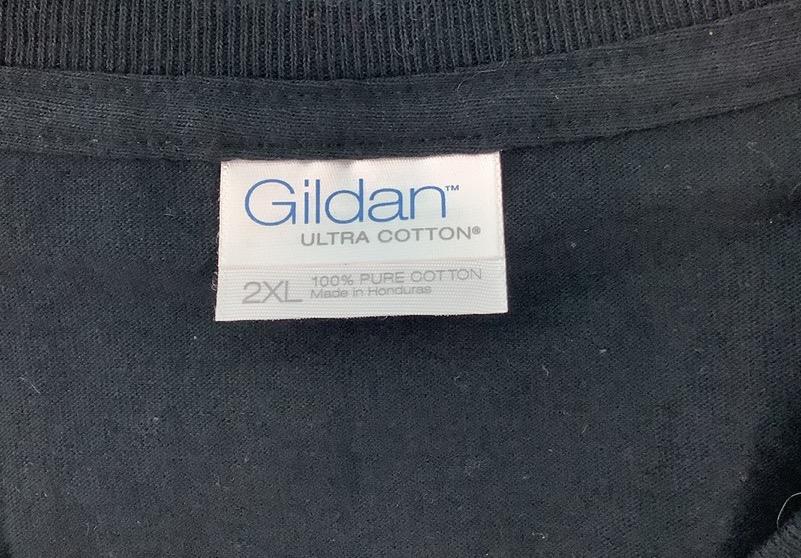 Gildan™
ULTRA COTTON®
2XL 100% PURE COTTON
Made in Honduras